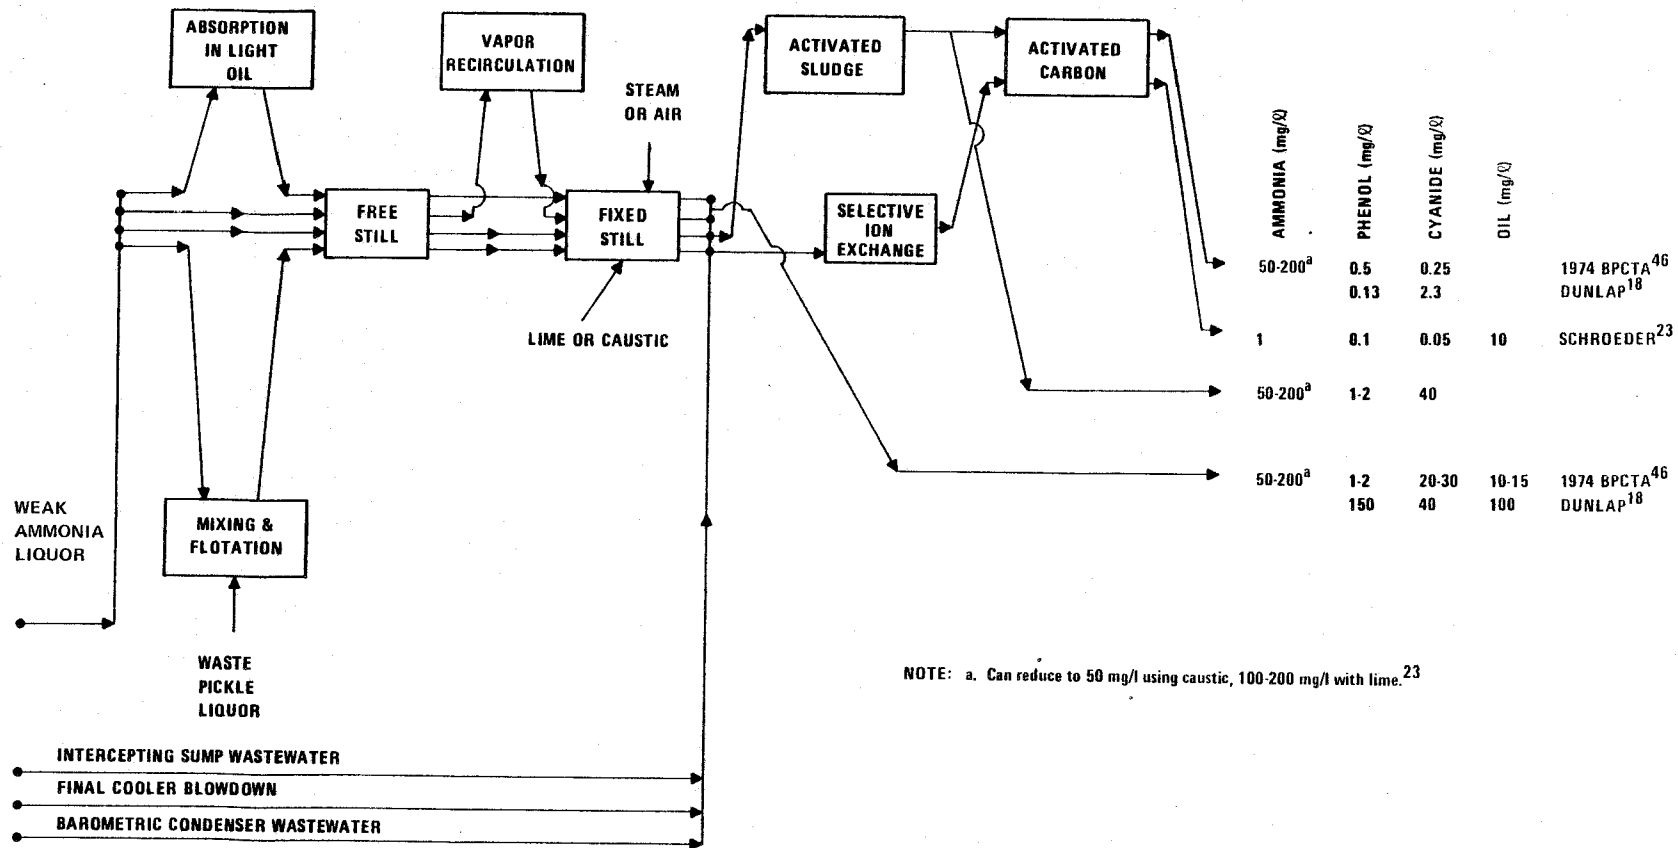 ABSORPTION
IN LIGHT
OIL
VAPOR
RECIRCULATION
STEAM
OR AIR
ACTIVATED
SLUDGE
ACTIVATED
CARBON
FREE
STILL
FIXED
STILL
SELECTIVE
ION
EXCHANGE
LIME OR CAUSTIC
WEAK
AMMONIA
LIQUOR
MIXING &
FLOTATION
WASTE
PICKLE
LIQUOR
INTERCEPTING SUMP WASTEWATER
FINAL COOLER BLOWDOWN
BAROMETRIC CONDENSER WASTEWATER
AMMONIA (mg/ℓ)
PHENOL (mg/ℓ)
CYANIDE (mg/ℓ)
OIL (mg/ℓ)
50-200a 0.5 0.25 1974 BPCTA46
0.13 2.3 DUNLAP18
1 0.1 0.05 10 SCHROEDER23
50-200a 1-2 40
50-200a 1-2 20-30 10-15 1974 BPCTA46
150 40 100 DUNLAP18
NOTE: a. Can reduce to 50 mg/l using caustic, 100-200 mg/l with lime.23